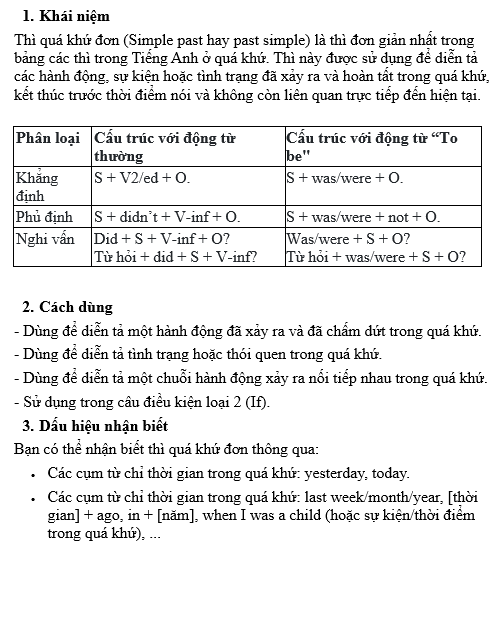 1. Khái niệm
Thì quá khứ đơn (Simple past hay past simple) là thì đơn giản nhất trong
bảng các thì trong Tiếng Anh ở quá khứ. Thì này được sử dụng để diễn tả
các hành động, sự kiện hoặc tình trạng đã xảy ra và hoàn tất trong quá khứ,
kết thúc trước thời điểm nói và không còn liên quan trực tiếp đến hiện tại.
Phân loại Cấu trúc với động từ thường Cấu trúc với động từ “To be"
Khẳng định S + V2/ed + O. S + was/were + O.
Phủ định S + didn’t + V-inf + O. S + was/were + not + O.
Nghi vấn Did + S + V-inf + O? Was/were + S + O?
Từ hỏi + did + S + V-inf? Từ hỏi + was/were + S + O?
2. Cách dùng
- Dùng để diễn tả một hành động đã xảy ra và đã chấm dứt trong quá khứ.
- Dùng để diễn tả tình trạng hoặc thói quen trong quá khứ.
- Dùng để diễn tả một chuỗi hành động xảy ra nối tiếp nhau trong quá khứ.
- Sử dụng trong câu điều kiện loại 2 (If).
3. Dấu hiệu nhận biết
Bạn có thể nhận biết thì quá khứ đơn thông qua:
• Các cụm từ chỉ thời gian trong quá khứ: yesterday, today.
• Các cụm từ chỉ thời gian trong quá khứ: last week/month/year, [thời
gian] + ago, in + [năm], when I was a child (hoặc sự kiện/thời điểm
trong quá khứ), ...